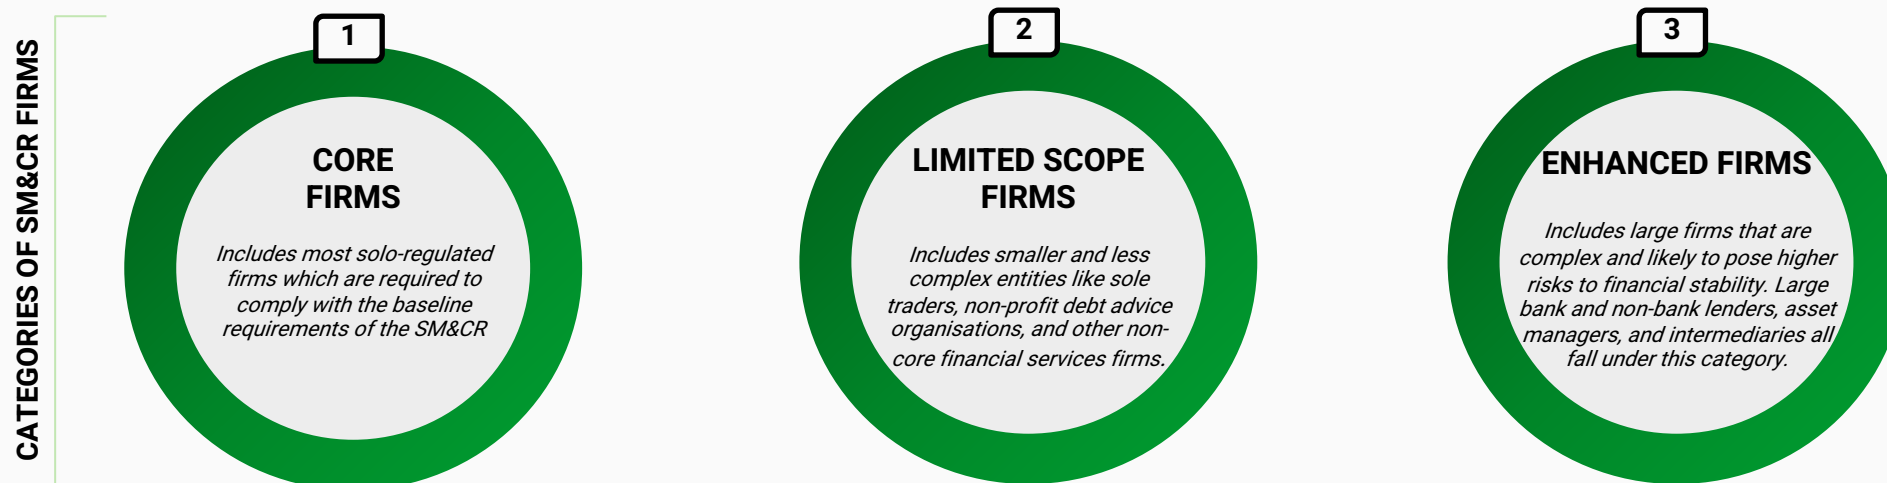 CATEGORIES OF SM&CR FIRMS
1
CORE
FIRMS
Includes most solo-regulated
firms which are required to
comply with the baseline
requirements of the SM&CR
2
LIMITED SCOPE
FIRMS
Includes smaller and less
complex entities like sole
traders, non-profit debt advice
organisations, and other non-
core financial services firms.
3
ENHANCED FIRMS
Includes large firms that are
complex and likely to pose higher
risks to financial stability. Large
bank and non-bank lenders, asset
managers, and intermediaries all
fall under this category.